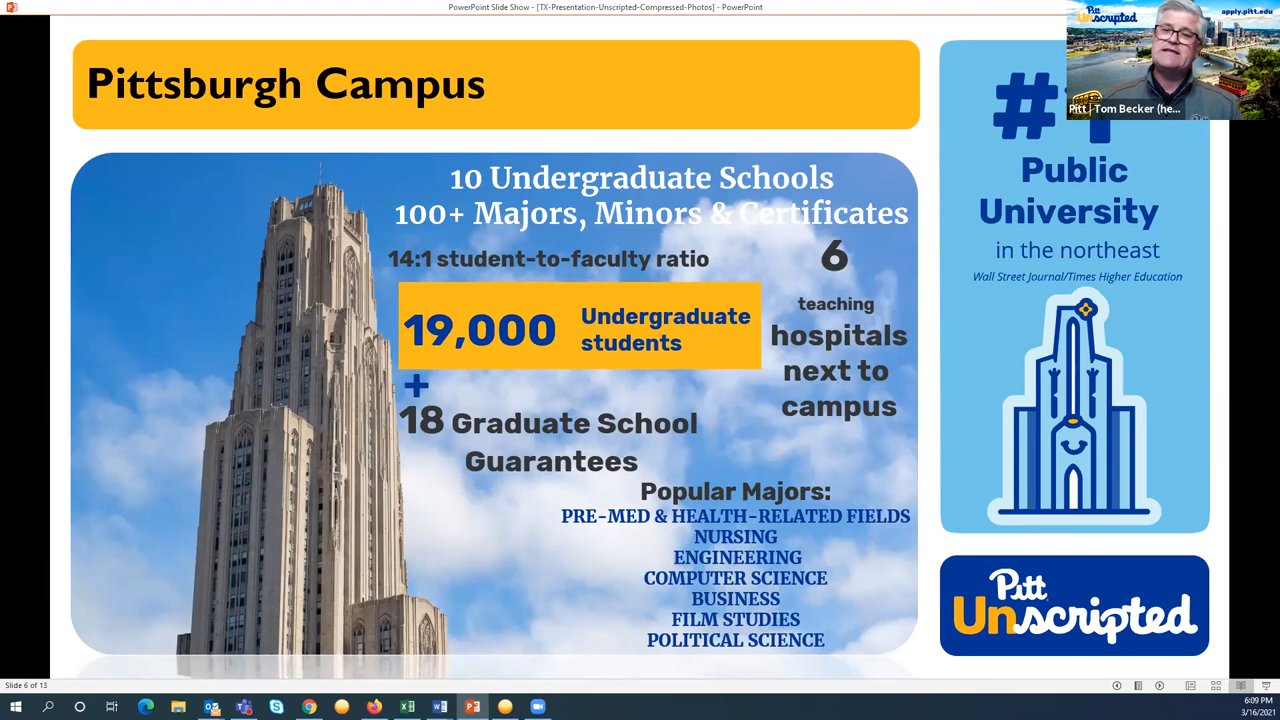 PowerPoint Slide Show - [TX-Presentation-Unscripted-Compressed-Photos] - PowerPoint
Pitt
Unscripted
apply.pitt.edu
Pitt | Tom Becker (he...
Pittsburgh Campus
10 Undergraduate Schools
100+ Majors, Minors & Certificates
14:1 student-to-faculty ratio
19,000
Undergraduate
students
+
18 Graduate School
Guarantees
6
teaching
hospitals
next to
campus
Popular Majors:
PRE-MED & HEALTH-RELATED FIELDS
NURSING
ENGINEERING
COMPUTER SCIENCE
BUSINESS
FILM STUDIES
POLITICAL SCIENCE
#1
Public
University
in the northeast
Wall Street Journal/Times Higher Education
Pitt
Unscripted
Slide 6 of 13
6:09 PM
3/16/2021